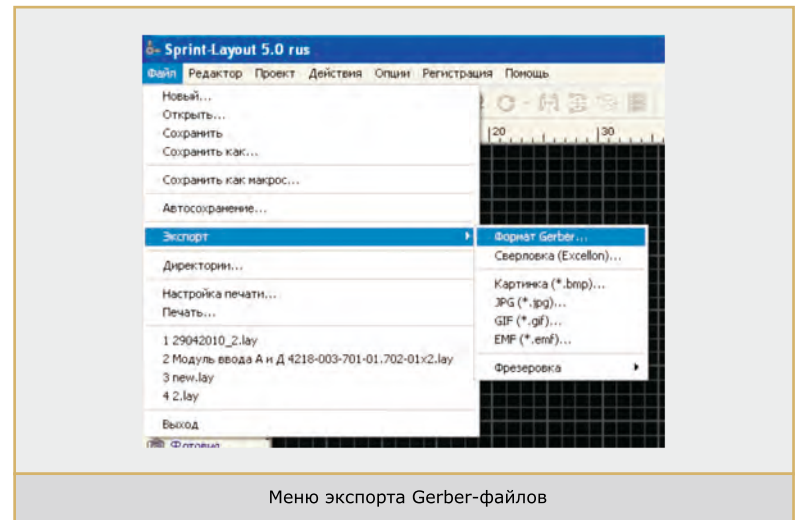 Sprint-Layout 5.0 rus
Файл Редактор Проект Действия Опции Регистрация Помощь
Новый...
Открыть...
Сохранить
Сохранить как...
Сохранить как макрос...
Автосохранение...
Экспорт
Директории...
Настройка печати...
Печать...
1 29042010_2.lay
2 Модуль ввода А и Д 4218-003-701-01.702-01x2.lay
3 new.lay
4 2.lay
Выход
20 30
Формат Gerber...
Сверловка (Excellon)...
Картинка (*.bmp)...
JPG (*.jpg)...
GIF (*.gif)...
EMF (*.emf)...
Фрезеровка
Фотовид
Меню экспорта Gerber-файлов